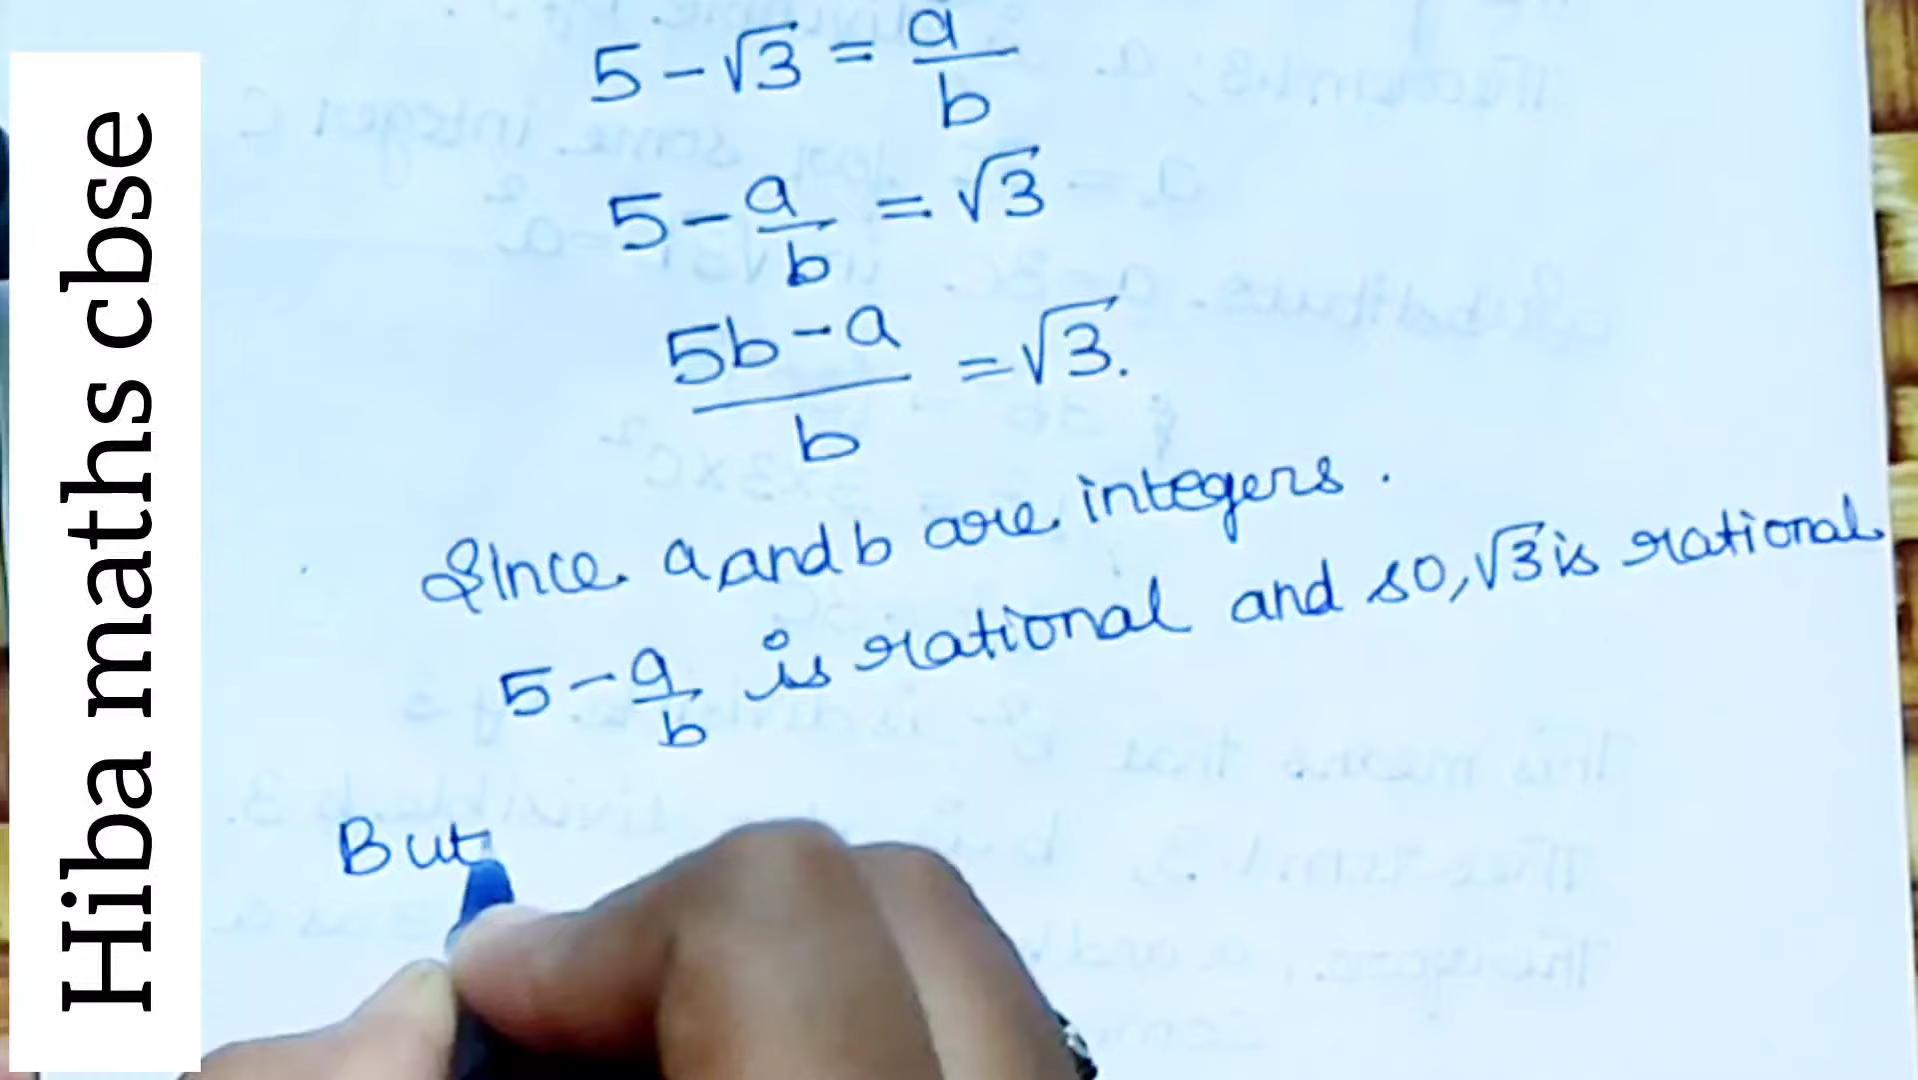 Hiba maths cbse
5 - √3 = a/b
5 - a/b = √3
5b - a/b = √3.
Since a and b are integers.
5 - a/b is rational and so, √3 is rational.
But